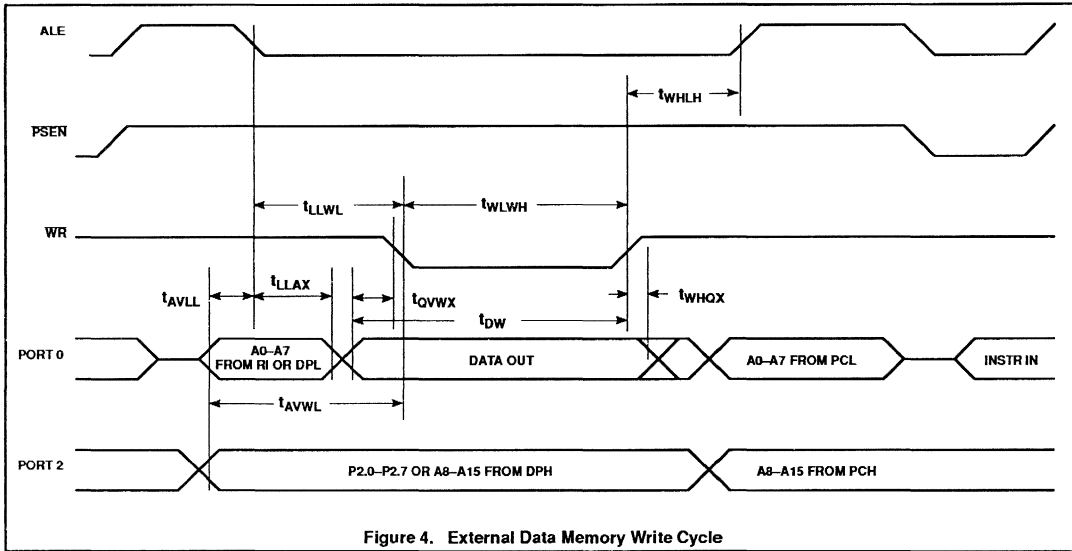 ALE
tWHLH
PSEN
tLLWL
tWLWH
WR
tAVLL
tLLAX
tQVWX
tWHQX
tDW
PORT 0
A0–A7
FROM RI OR DPL
DATA OUT
A0–A7 FROM PCL
INSTR IN
tAVWL
PORT 2
P2.0–P2.7 OR A8–A15 FROM DPH
A8–A15 FROM PCH
Figure 4. External Data Memory Write Cycle